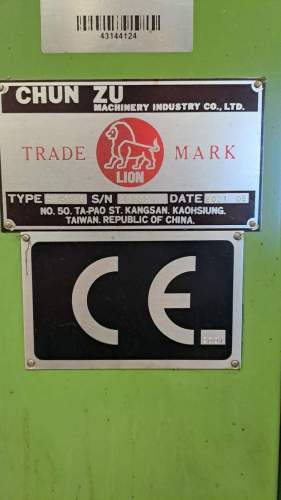 43144124
CHUN ZU
MACHINERY INDUSTRY CO., LTD.
TRADE LION MARK
TYPE S/N DATE
NO. 50. TA-PAO ST. KANGSAN. KAOHSIUNG.
TAIWAN. REPUBLIC OF CHINA.
CE